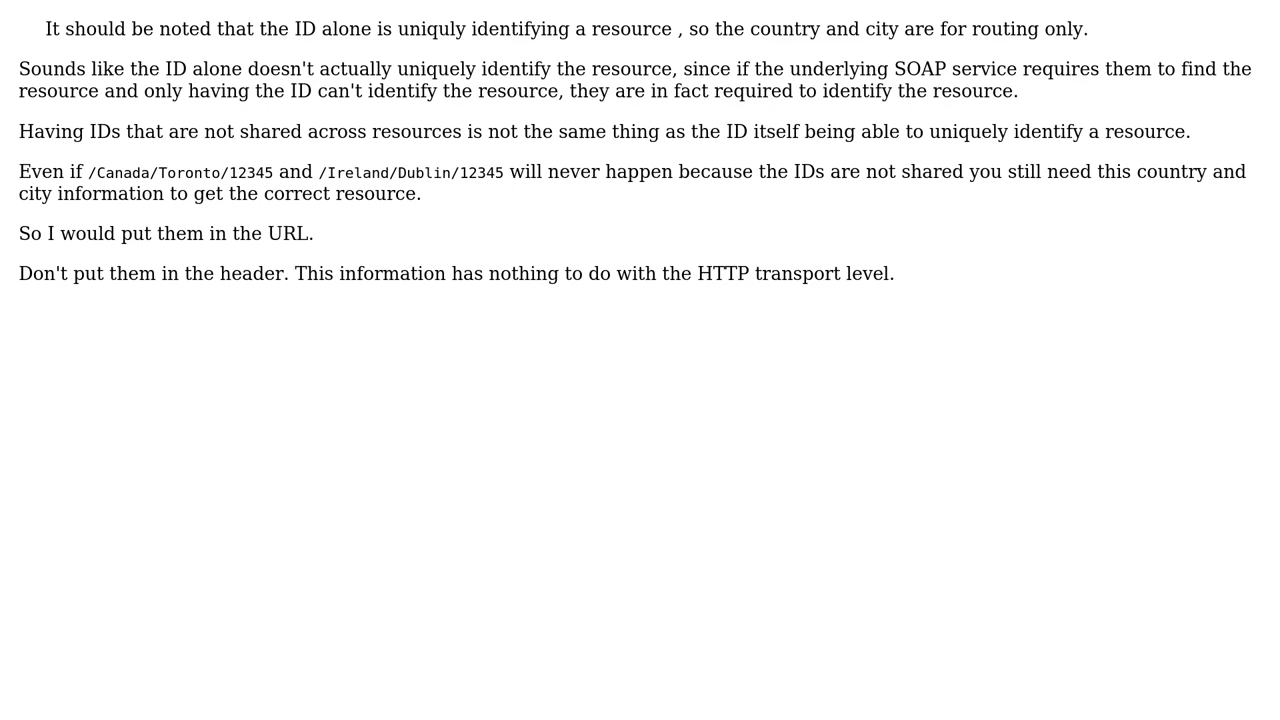 It should be noted that the ID alone is uniquly identifying a resource , so the country and city are for routing only.
Sounds like the ID alone doesn't actually uniquely identify the resource, since if the underlying SOAP service requires them to find the
resource and only having the ID can't identify the resource, they are in fact required to identify the resource.
Having IDs that are not shared across resources is not the same thing as the ID itself being able to uniquely identify a resource.
Even if /Canada/Toronto/12345 and /Ireland/Dublin/12345 will never happen because the IDs are not shared you still need this country and
city information to get the correct resource.
So I would put them in the URL.
Don't put them in the header. This information has nothing to do with the HTTP transport level.